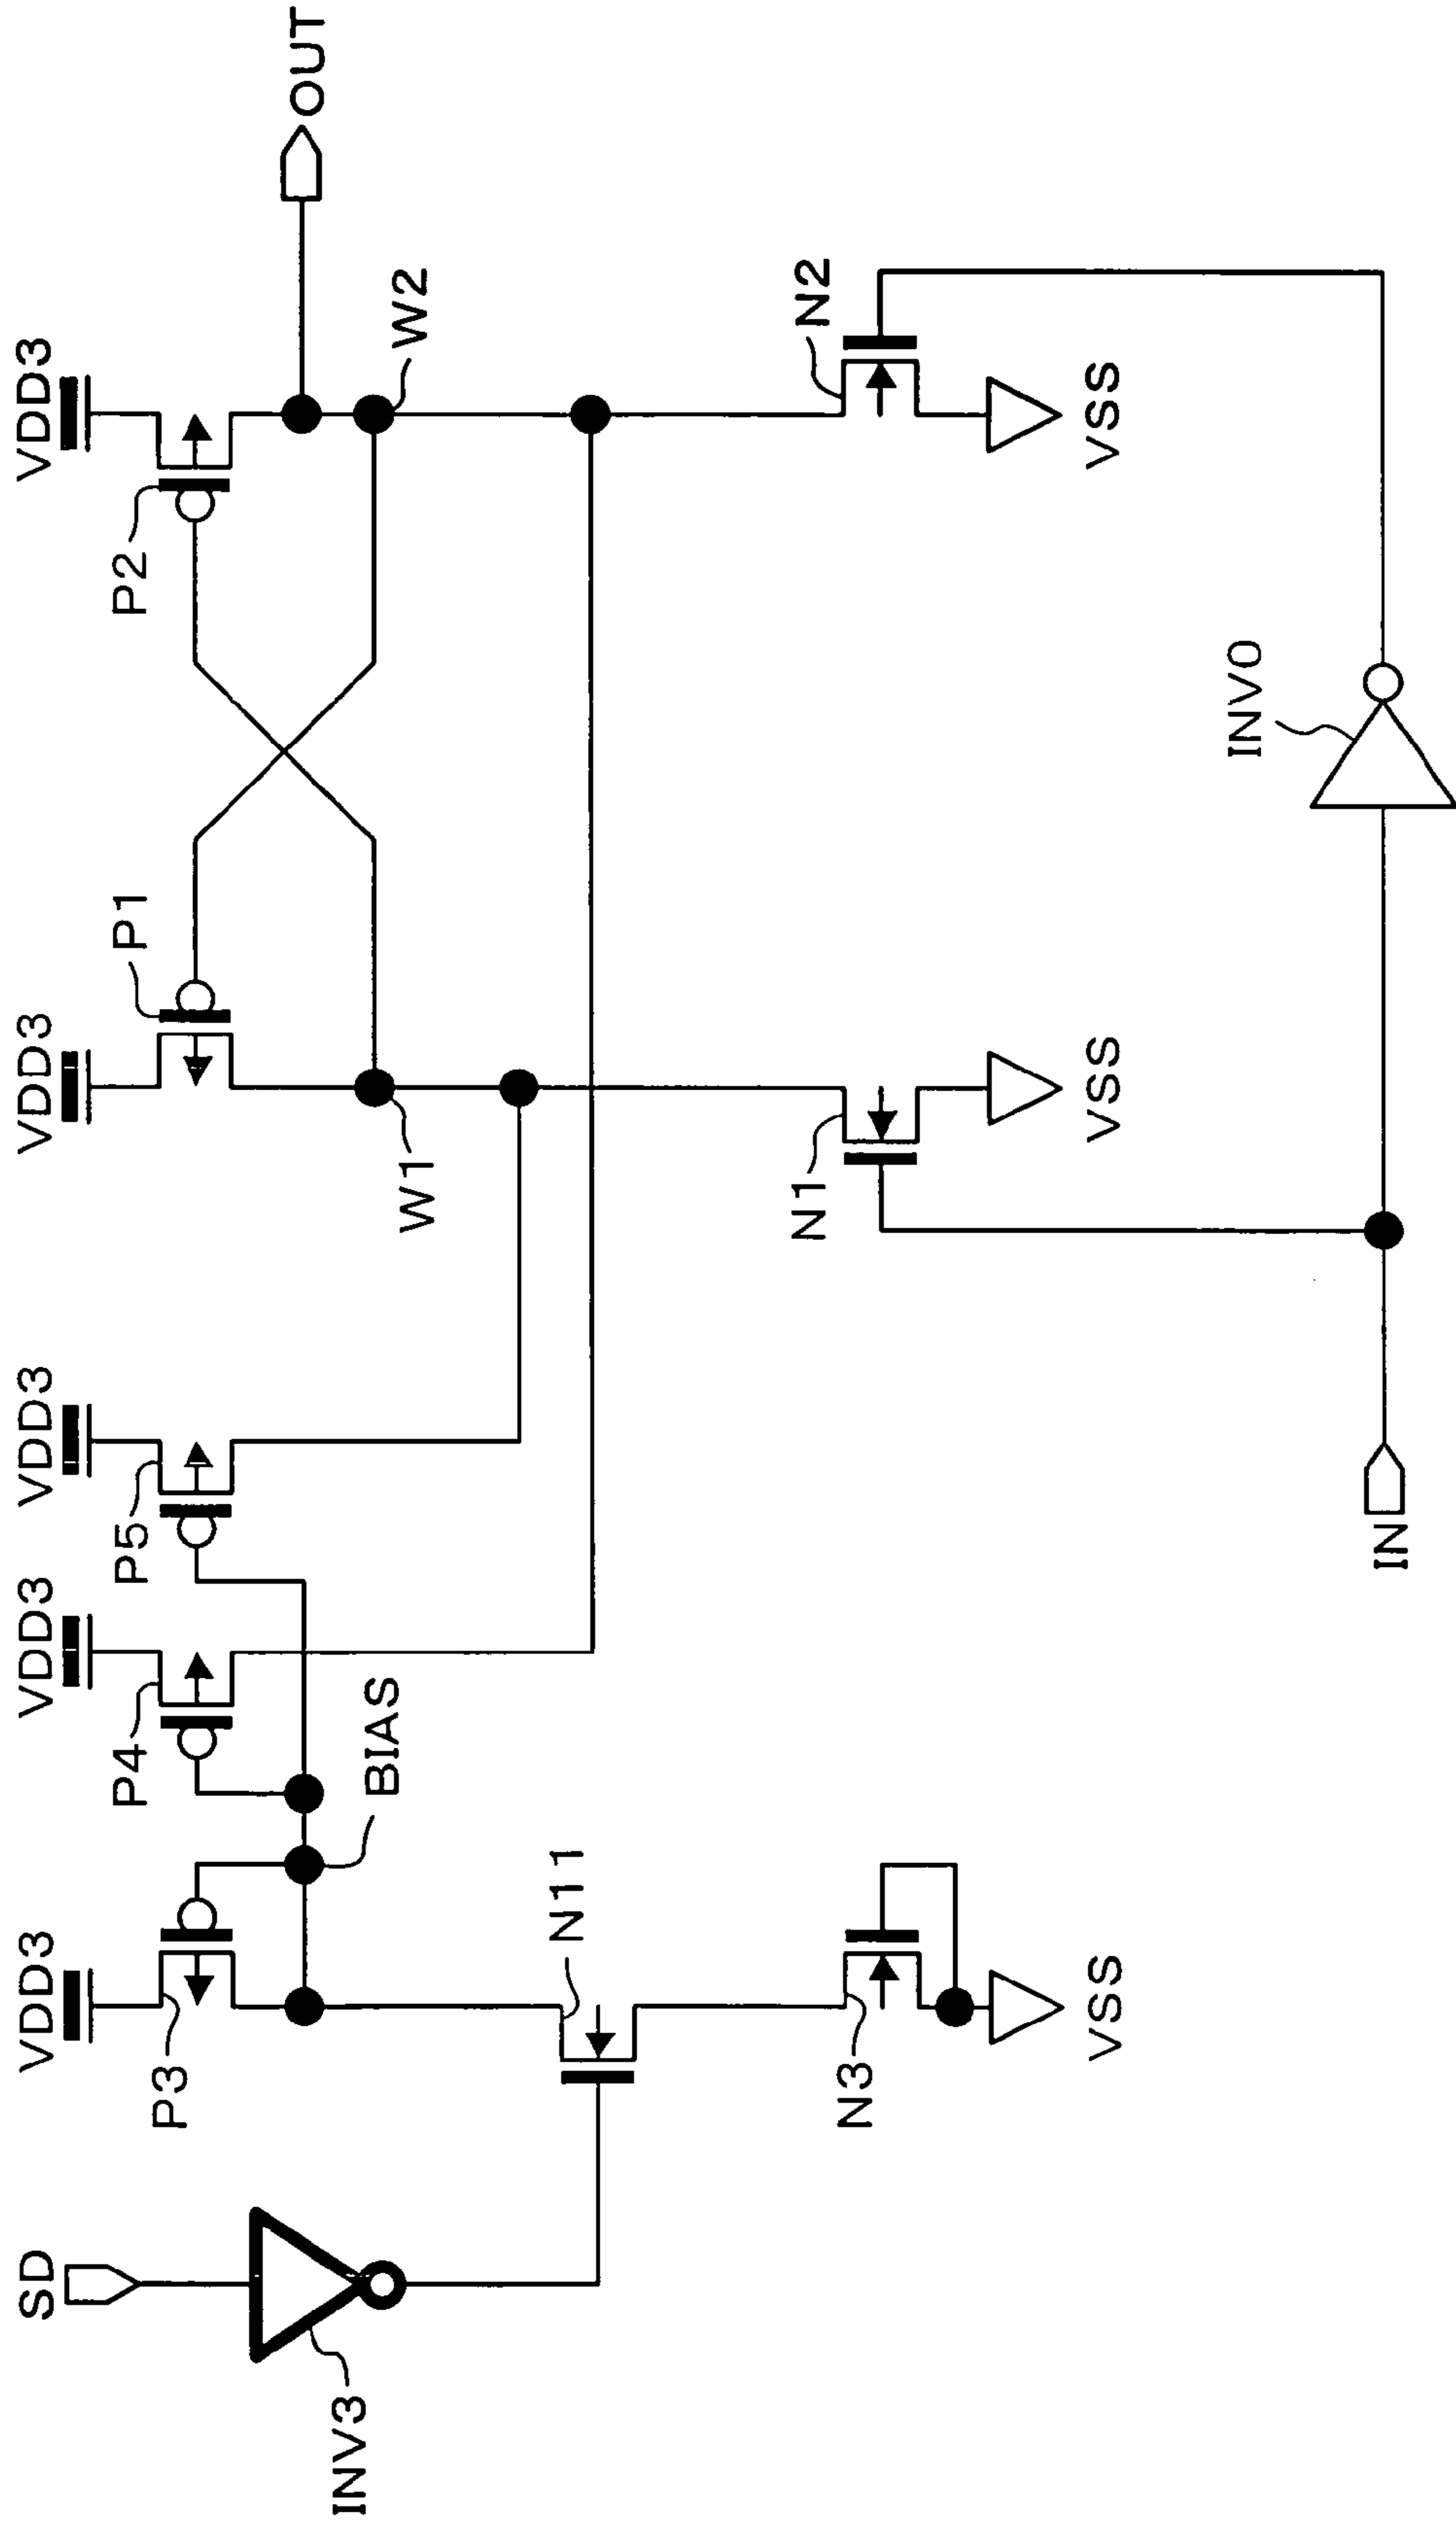 SD
INV3
VDD3
P3
BIAS
N11
N3
VSS
VDD3
P4
VDD3
P5
VDD3
P1
W1
N1
VSS
IN
INV0
VDD3
P2
W2
OUT
N2
VSS